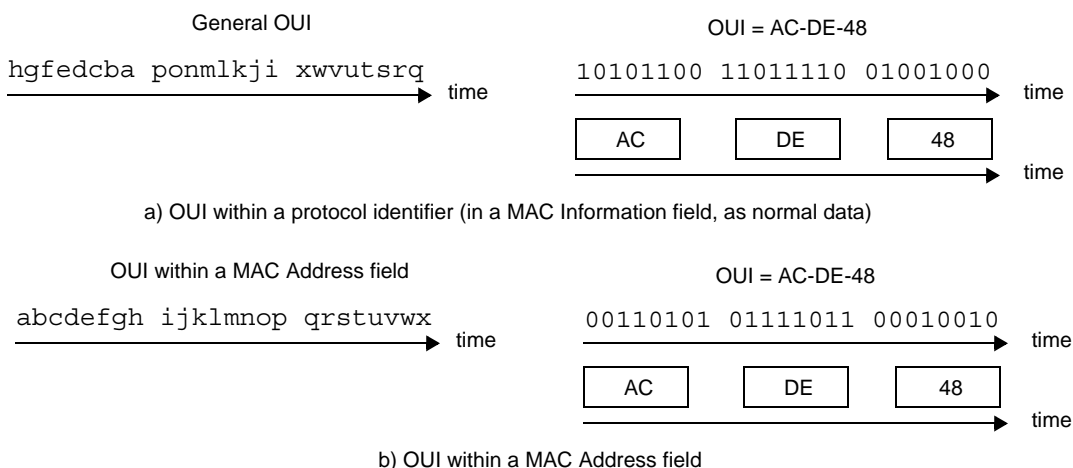 General OUI
OUI = AC-DE-48
hgfedcba ponmlkji xwvutsrq
time
10101100 11011110 01001000
time
AC DE 48
time
a) OUI within a protocol identifier (in a MAC Information field, as normal data)
OUI within a MAC Address field
OUI = AC-DE-48
abcdefgh ijklmnop qrstuvwx
time
00110101 01111011 00010010
time
AC DE 48
time
b) OUI within a MAC Address field